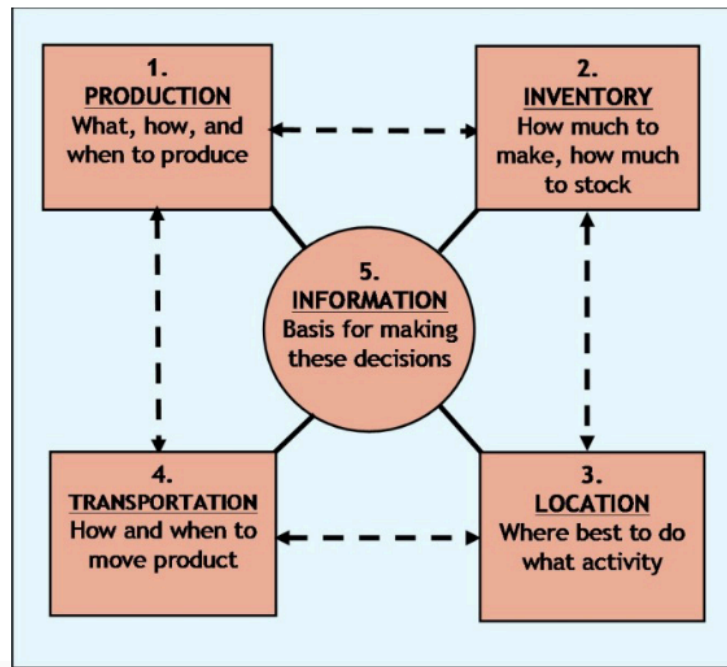 1.
PRODUCTION
What, how, and
when to produce
2.
INVENTORY
How much to
make, how much
to stock
5.
INFORMATION
Basis for making
these decisions
4.
TRANSPORTATION
How and when to
move product
3.
LOCATION
Where best to do
what activity